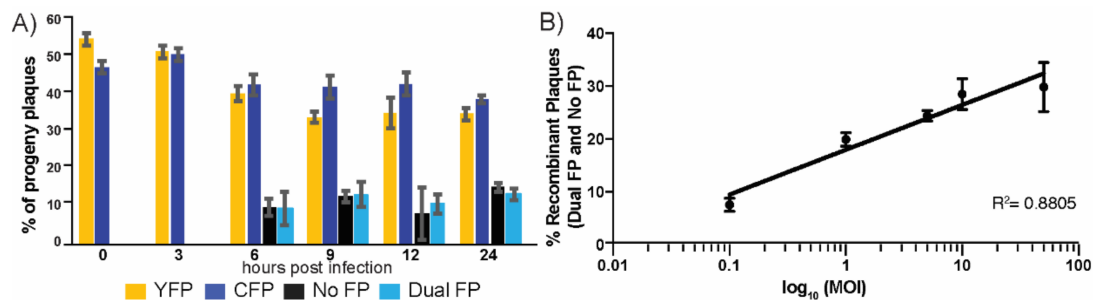 A)
% of progeny plaques
60
50
40
30
20
10
0
0 3 6 9 12 24
hours post infection
YFP CFP No FP Dual FP
B)
% Recombinant Plaques
(Dual FP and No FP)
40
30
20
10
0
R²= 0.8805
0.01 0.1 1 10 100
log₁₀ (MOI)